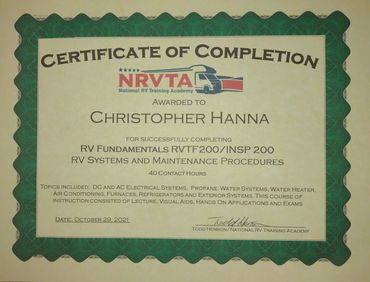 CERTIFICATE OF COMPLETION
NRVTA
National RV Training Academy
AWARDED TO
CHRISTOPHER HANNA
FOR SUCCESSFULLY COMPLETING
RV FUNDAMENTALS RVTF200/INSP 200
RV SYSTEMS AND MAINTENANCE PROCEDURES
40 CONTACT HOURS
TOPICS INCLUDED: DC AND AC ELECTRICAL SYSTEMS, PROPANE, WATER SYSTEMS, WATER HEATER,
AIR CONDITIONING, FURNACES, REFRIGERATORS AND EXTERIOR SYSTEMS. THIS COURSE OF
INSTRUCTION CONSISTED OF LECTURE, VISUAL AIDS, HANDS ON APPLICATIONS AND EXAMS
DATE, OCTOBER 29, 2021
TODD HENSON/NATIONAL RV TRAINING ACADEMY